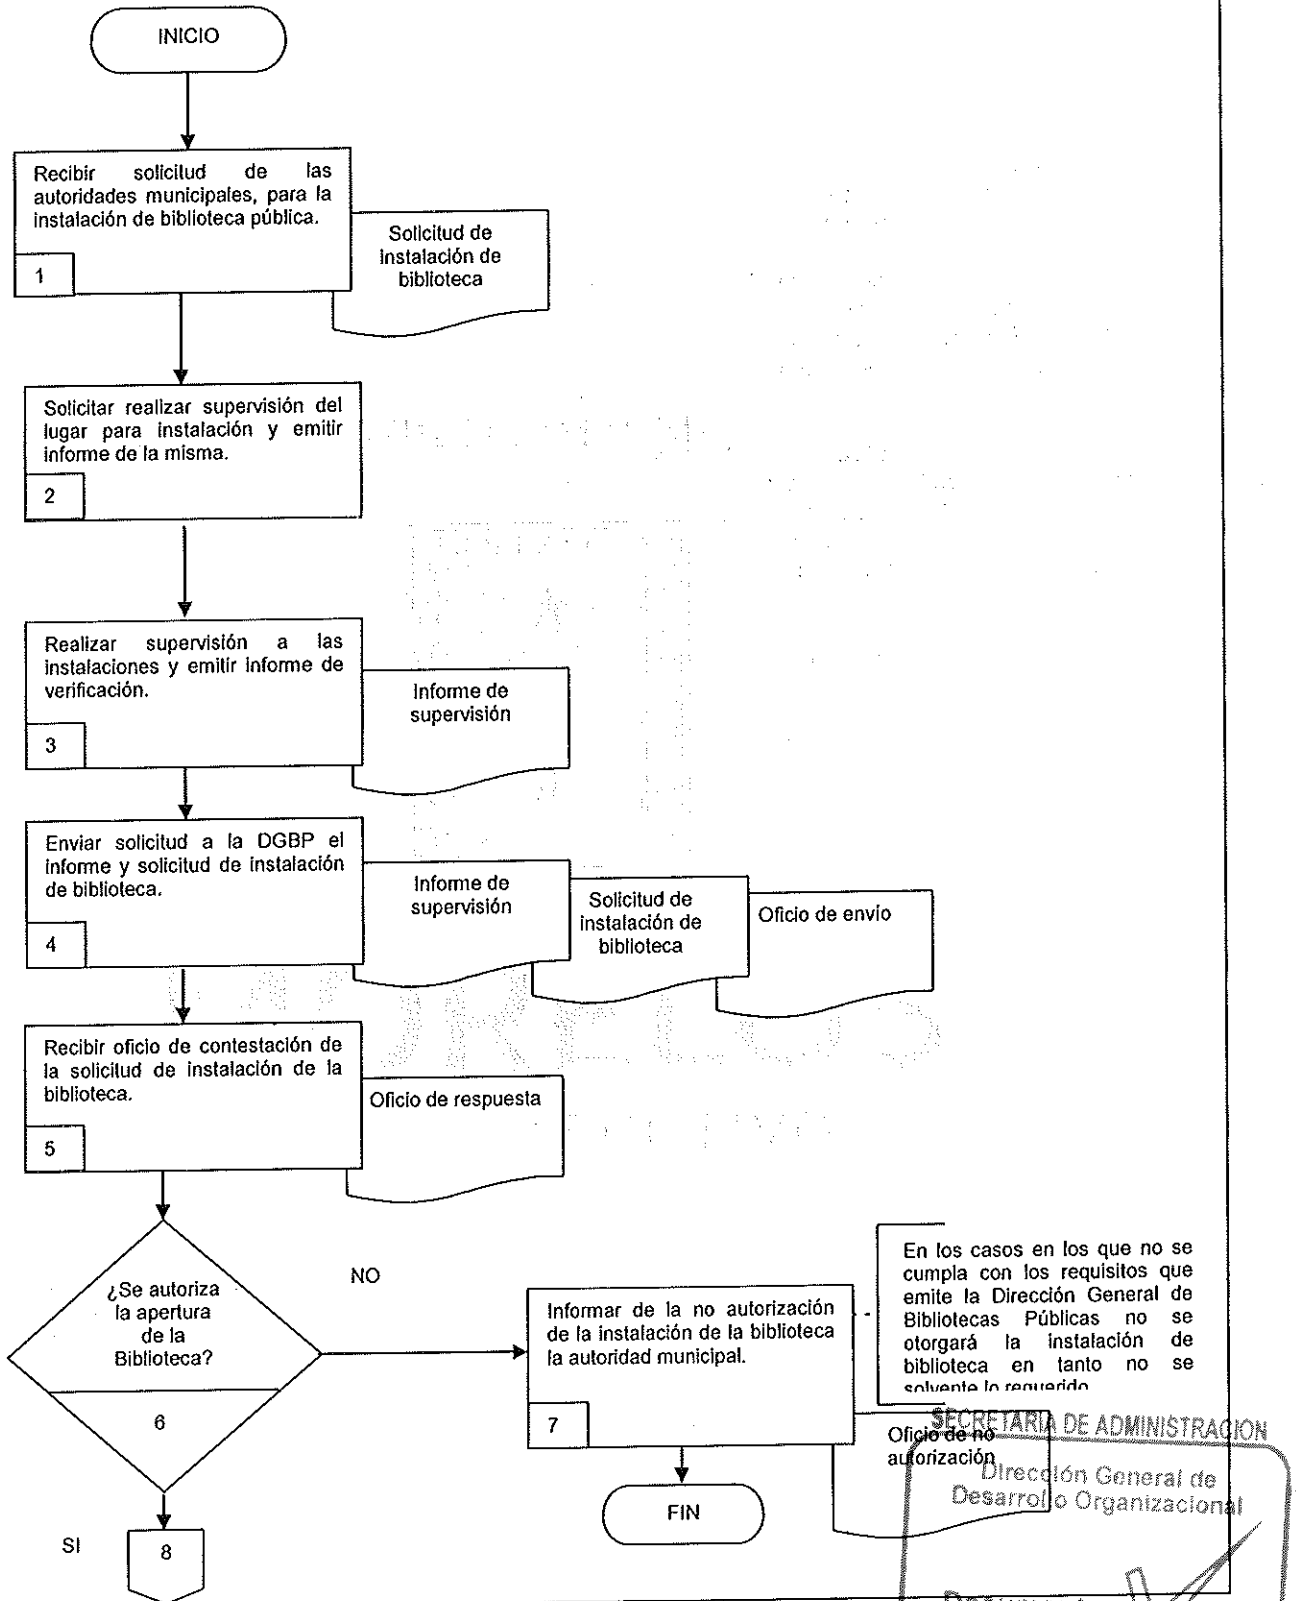 INICIO
Recibir solicitud de las
autoridades municipales, para la
instalación de biblioteca pública.
1
Solicitud de
instalación de
biblioteca
Solicitar realizar supervisión del
lugar para instalación y emitir
informe de la misma.
2
Realizar supervisión a las
instalaciones y emitir informe de
verificación.
3
Informe de
supervisión
Enviar solicitud a la DGBP el
informe y solicitud de instalación
de biblioteca.
4
Informe de
supervisión
Solicitud de
instalación de
biblioteca
Oficio de envío
Recibir oficio de contestación de
la solicitud de instalación de la
biblioteca.
5
Oficio de respuesta
¿Se autoriza
la apertura
de la
Biblioteca?
6
NO
Informar de la no autorización
de la instalación de la biblioteca
la autoridad municipal.
7
En los casos en los que no se
cumpla con los requisitos que
emite la Dirección General de
Bibliotecas Públicas no se
otorgará la instalación de
biblioteca en tanto no se
solvente lo requerido
Oficio de no
autorización
FIN
SI
8
SECRETARIA DE ADMINISTRACION
Dirección General de
Desarrollo Organizacional
MORELOS